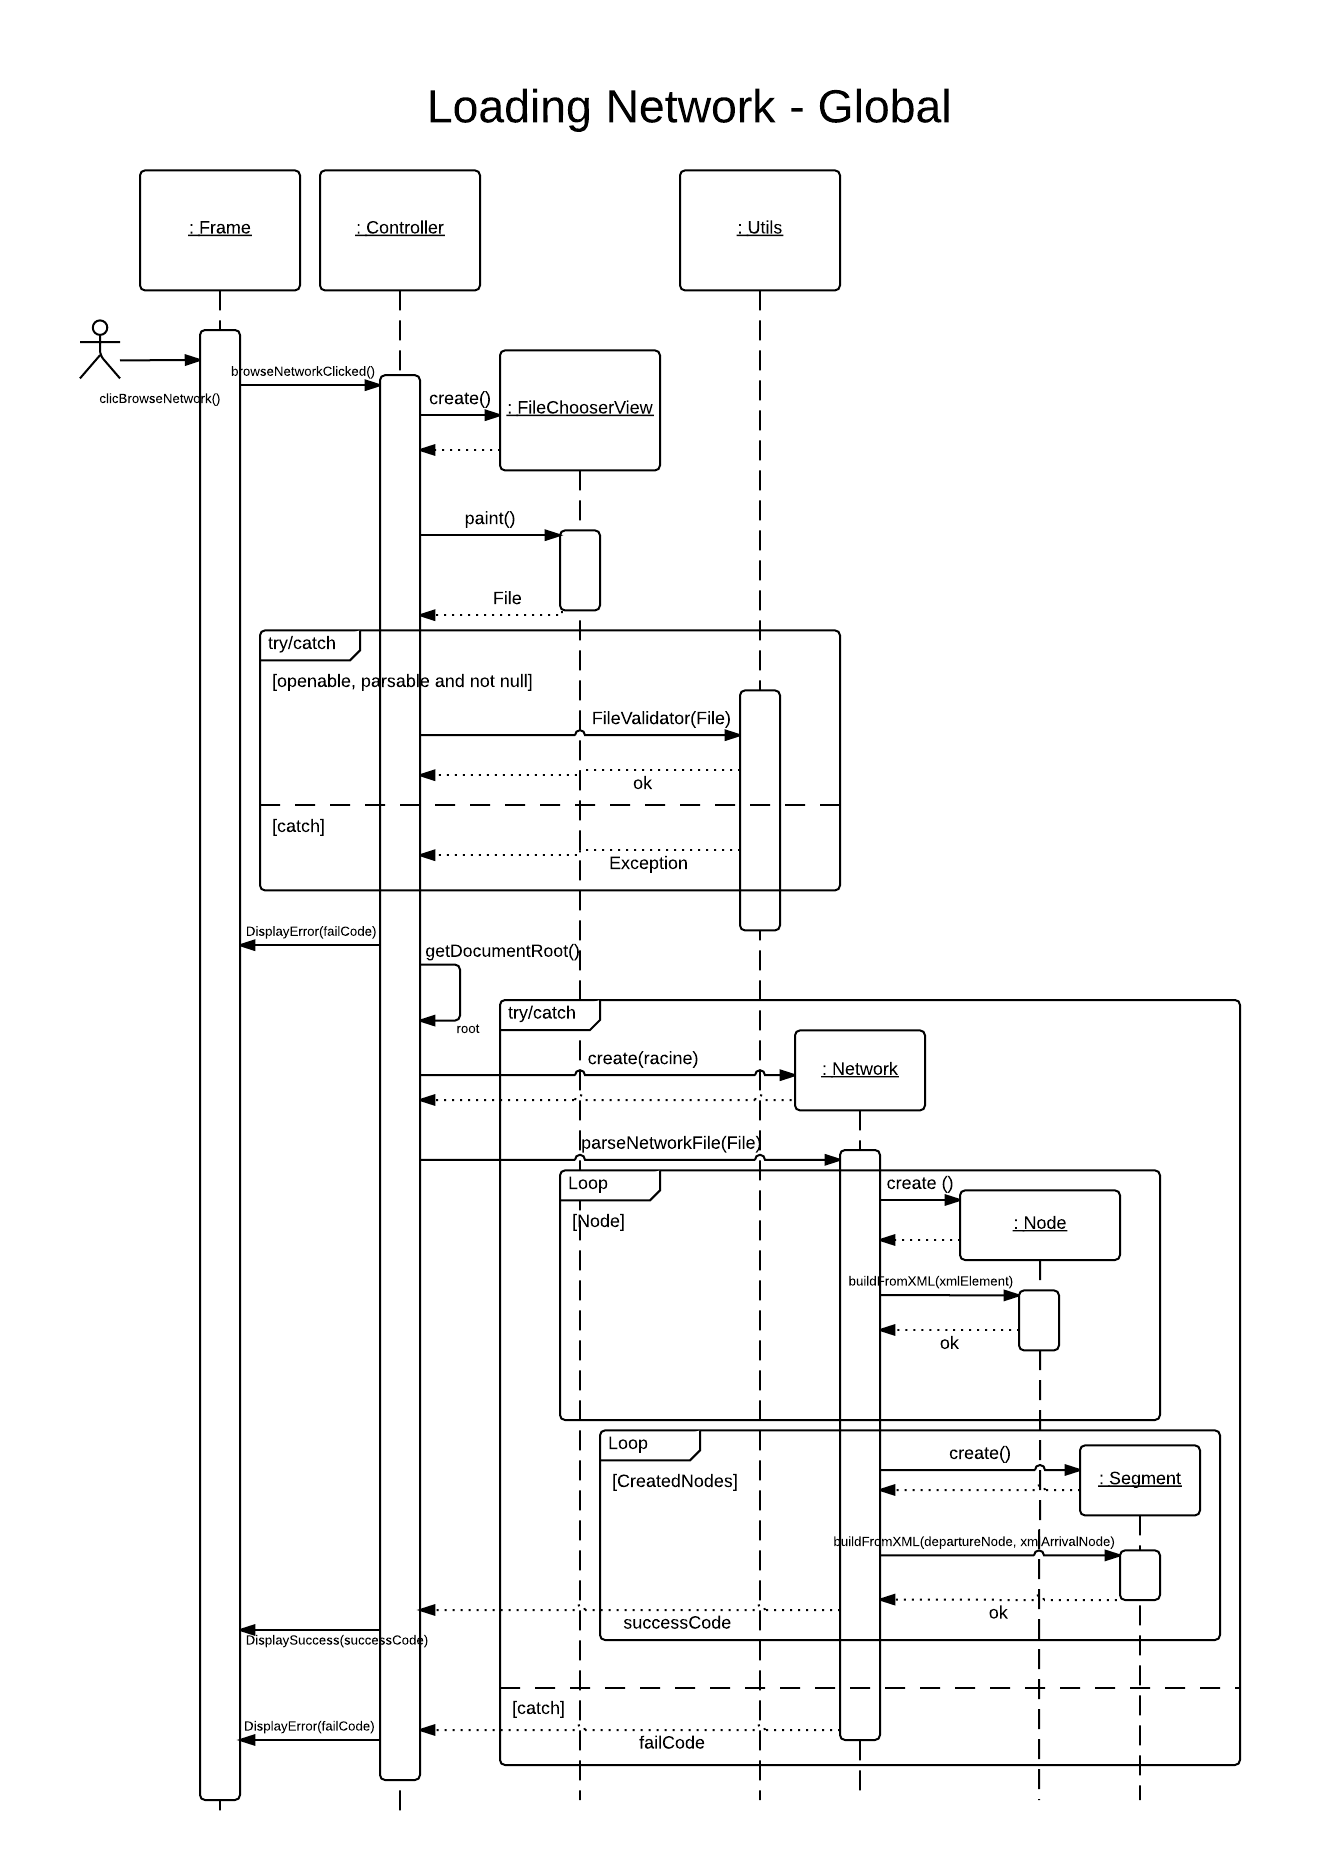 Loading Network - Global
: Frame
: Controller
: Utils
browseNetworkClicked()
clicBrowseNetwork()
create()
: FileChooserView
paint()
File
try/catch
[openable, parsable and not null]
FileValidator(File)
ok
[catch]
Exception
DisplayError(failCode)
getDocumentRoot()
try/catch
root
create(racine)
: Network
parseNetworkFile(File)
Loop
create ()
[Node]
: Node
buildFromXML(xmlElement)
ok
Loop
create()
[CreatedNodes]
: Segment
buildFromXML(departureNode, xmlArrivalNode)
ok
successCode
DisplaySuccess(successCode)
[catch]
DisplayError(failCode)
failCode